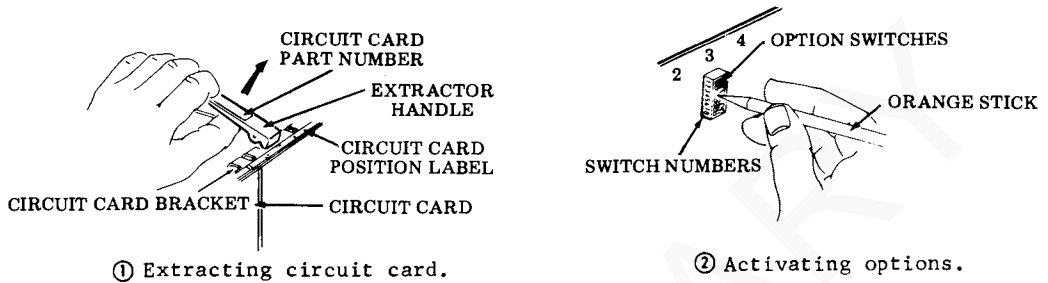 CIRCUIT CARD
PART NUMBER
EXTRACTOR
HANDLE
CIRCUIT CARD
POSITION LABEL
CIRCUIT CARD BRACKET
CIRCUIT CARD
① Extracting circuit card.
2 3 4
OPTION SWITCHES
ORANGE STICK
SWITCH NUMBERS
② Activating options.